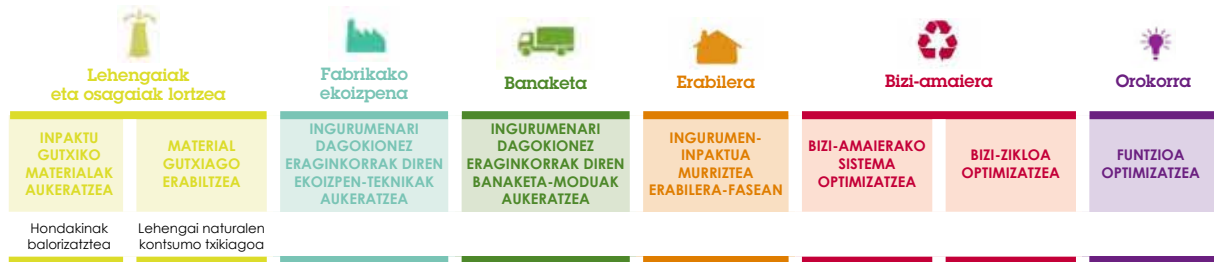 Lehengaiak
eta osagaiak lortzea
Fabrikako
ekoizpena
Banaketa
Erabilera
Bizi-amaiera
Orokorra
INPAKTU
GUTXIKO
MATERIALAK
AUKERATZEA
MATERIAL
GUTXIAGO
ERABILTZEA
INGURUMENARI
DAGOKIONEZ
ERAGINKORRAK DIREN
EKOIZPEN-TEKNIKAK
AUKERATZEA
INGURUMENARI
DAGOKIONEZ
ERAGINKORRAK DIREN
BANAKETA-MODUAK
AUKERATZEA
INGURUMEN-
INPAKTUA
MURRIZTEA
ERABILERA-FASEAN
BIZI-AMAIERAKO
SISTEMA
OPTIMIZATZEA
BIZI-ZIKLOA
OPTIMIZATZEA
FUNTZIOA
OPTIMIZATZEA
Hondakinak
balorizatztea
Lehengai naturalen
kontsumo txikiagoa